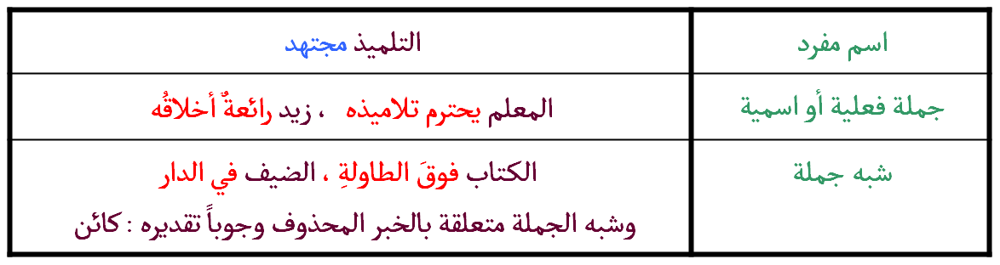 اسم مفرد
التلميذ مجتهد
جملة فعلية أو اسمية
المعلم يحترم تلاميذه ، زيد رائعةٌ أخلاقُه
شبه جملة
الكتاب فوقَ الطاولةِ ، الضيف في الدار
وشبه الجملة متعلقة بالخبر المحذوف وجوباً تقديره : كائن